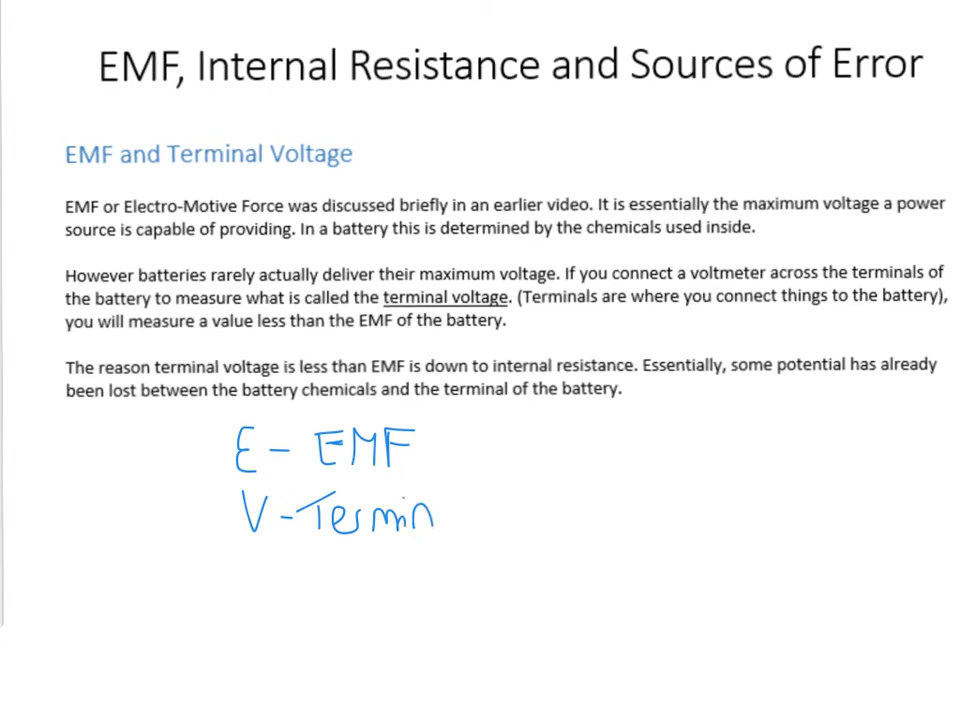 EMF, Internal Resistance and Sources of Error
EMF and Terminal Voltage
EMF or Electro-Motive Force was discussed briefly in an earlier video. It is essentially the maximum voltage a power
source is capable of providing. In a battery this is determined by the chemicals used inside.
However batteries rarely actually deliver their maximum voltage. If you connect a voltmeter across the terminals of
the battery to measure what is called the terminal voltage. (Terminals are where you connect things to the battery),
you will measure a value less than the EMF of the battery.
The reason terminal voltage is less than EMF is down to internal resistance. Essentially, some potential has already
been lost between the battery chemicals and the terminal of the battery.
Ɛ - EMF
V - Termin